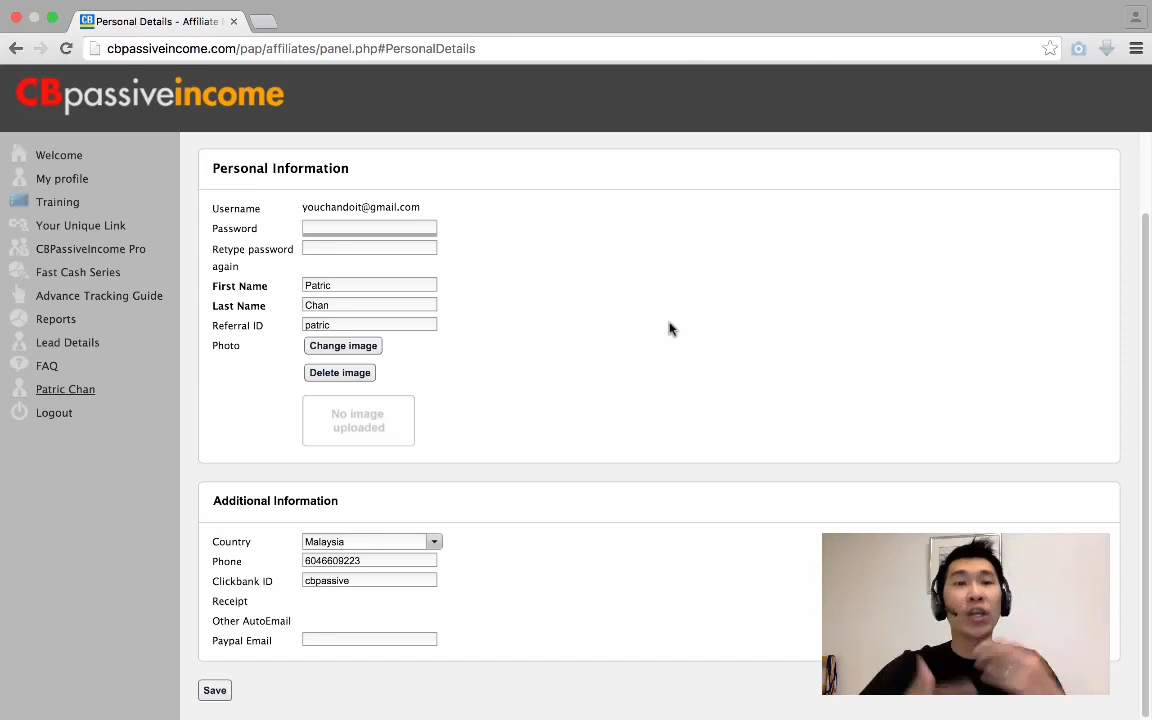 Personal Details - Affiliate
cbpassiveincome.com/pap/affiliates/panel.php#PersonalDetails
CBpassiveincome
Welcome
My profile
Training
Your Unique Link
CBPassiveIncome Pro
Fast Cash Series
Advance Tracking Guide
Reports
Lead Details
FAQ
Patric Chan
Logout
Personal Information
Username youchandoit@gmail.com
Password
Retype password
again
First Name Patric
Last Name Chan
Referral ID patric
Photo Change image
Delete image
No image
uploaded
Additional Information
Country Malaysia
Phone 6046609223
Clickbank ID cbpassive
Receipt
Other AutoEmail
Paypal Email
Save